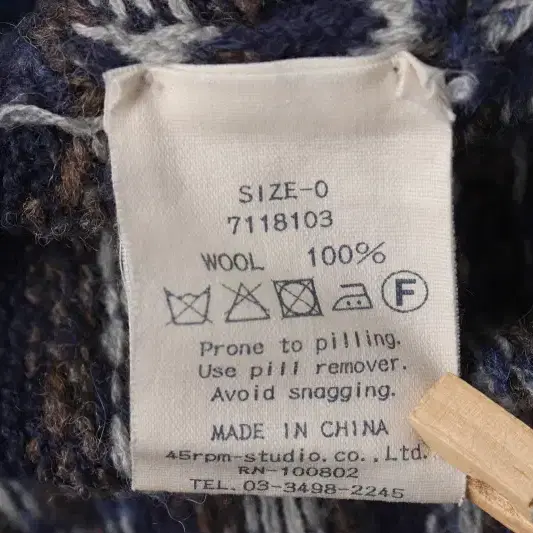 SIZE-0
7118103
WOOL 100%
F
Prone to pilling.
Use pill remover.
Avoid snagging.
MADE IN CHINA
45rpm-studio.co.,Ltd.
RN-100802
TEL.03-3498-2245